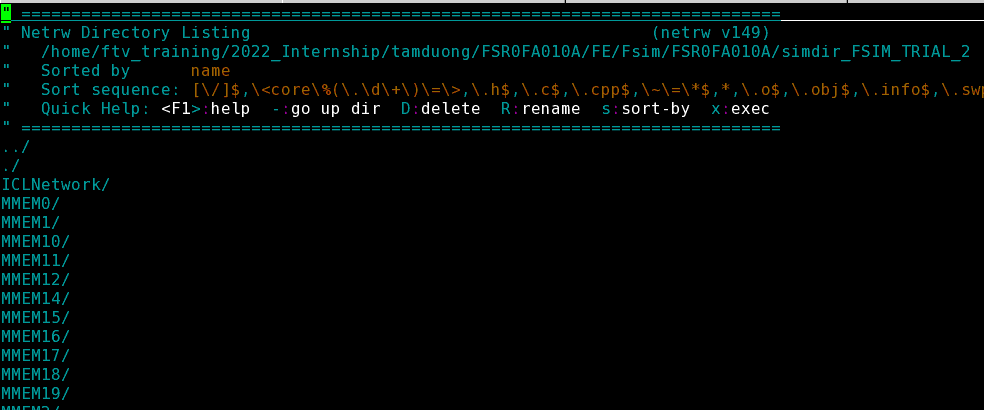 " ============================================================================
" Netrw Directory Listing                                        (netrw v149)
"   /home/ftv_training/2022_Internship/tamduong/FSR0FA010A/FE/Fsim/FSR0FA010A/simdir_FSIM_TRIAL_2
"   Sorted by      name
"   Sort sequence: [\/]$,\<core\%(\.\d\+\)\=\>,\.h$,\.c$,\.cpp$,\~\=\*$,*,\.o$,\.obj$,\.info$,\.swp
"   Quick Help: <F1>:help  -:go up dir  D:delete  R:rename  s:sort-by  x:exec
" ============================================================================
../
./
ICLNetwork/
MMEM0/
MMEM1/
MMEM10/
MMEM11/
MMEM12/
MMEM14/
MMEM15/
MMEM16/
MMEM17/
MMEM18/
MMEM19/